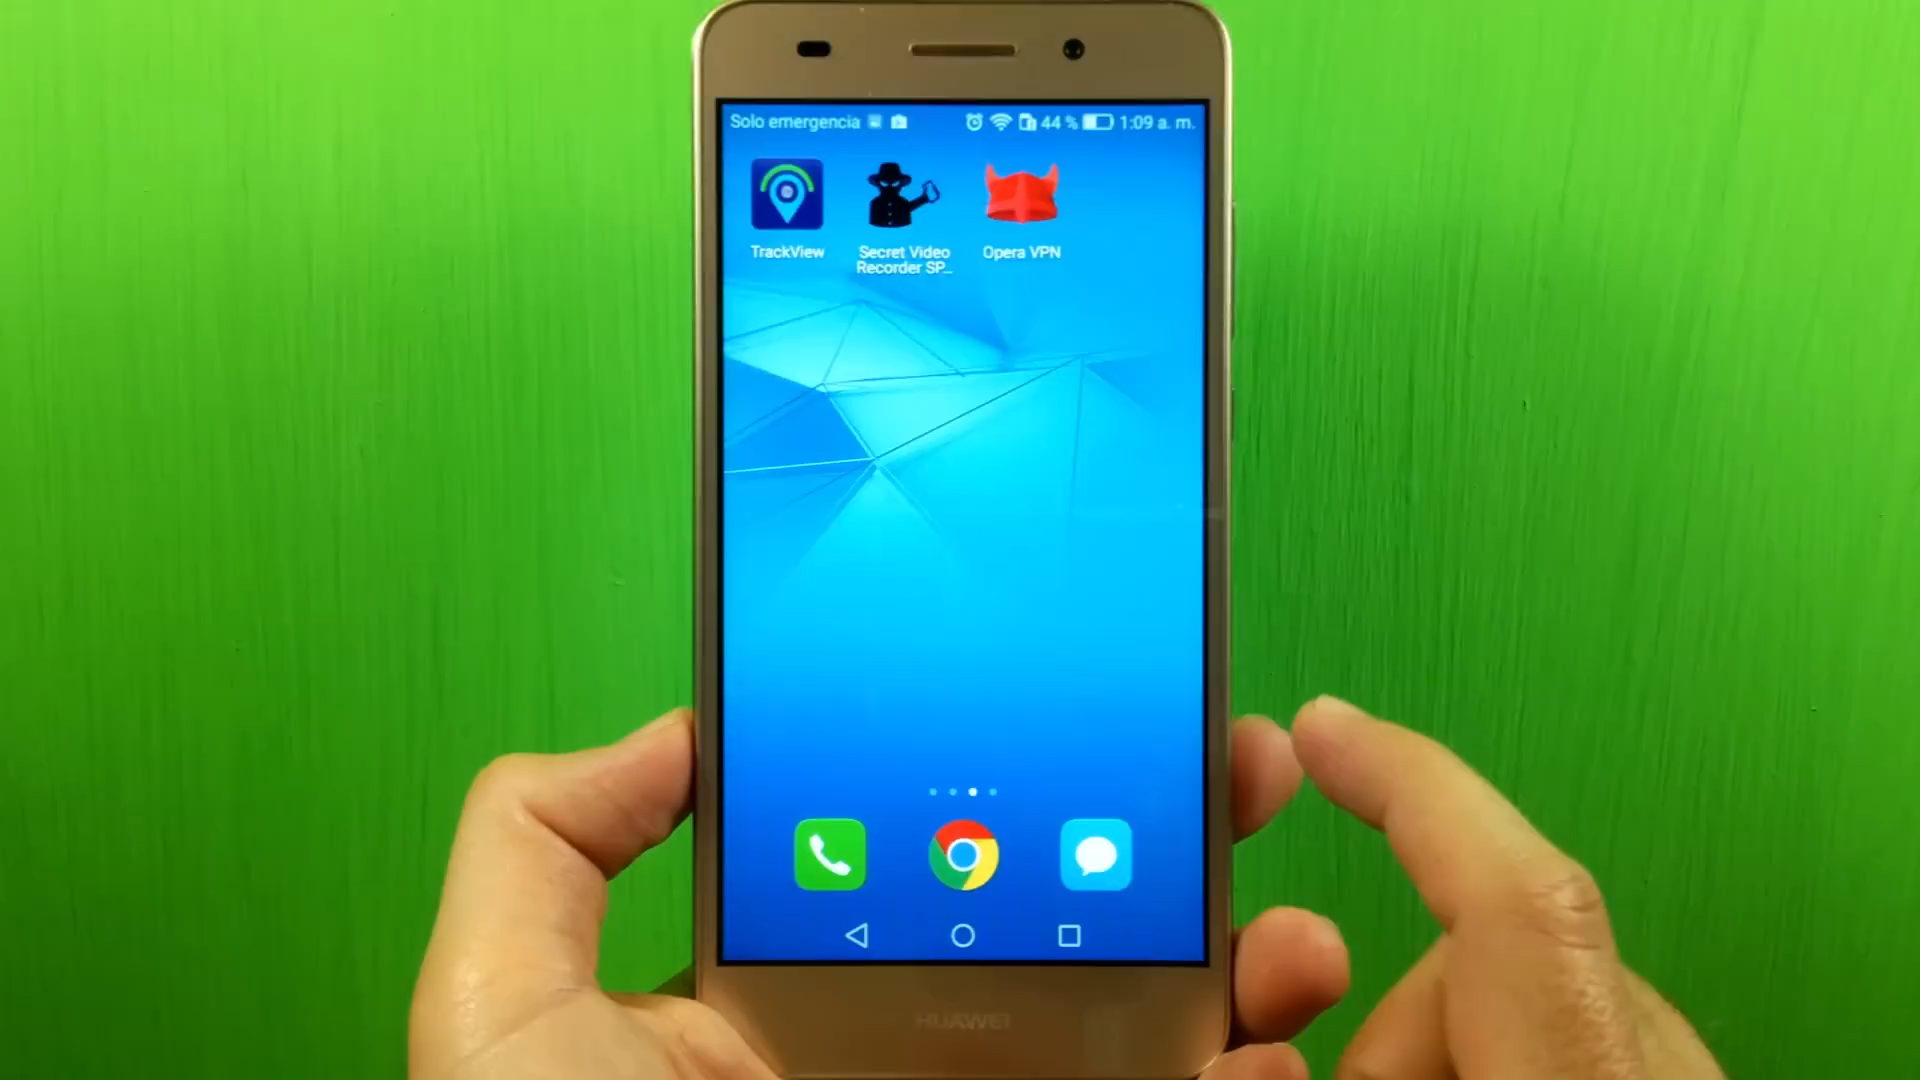 Solo emergencia 44 % 1:09 a. m.
TrackView
Secret Video
Recorder SP...
Opera VPN
HUAWEI